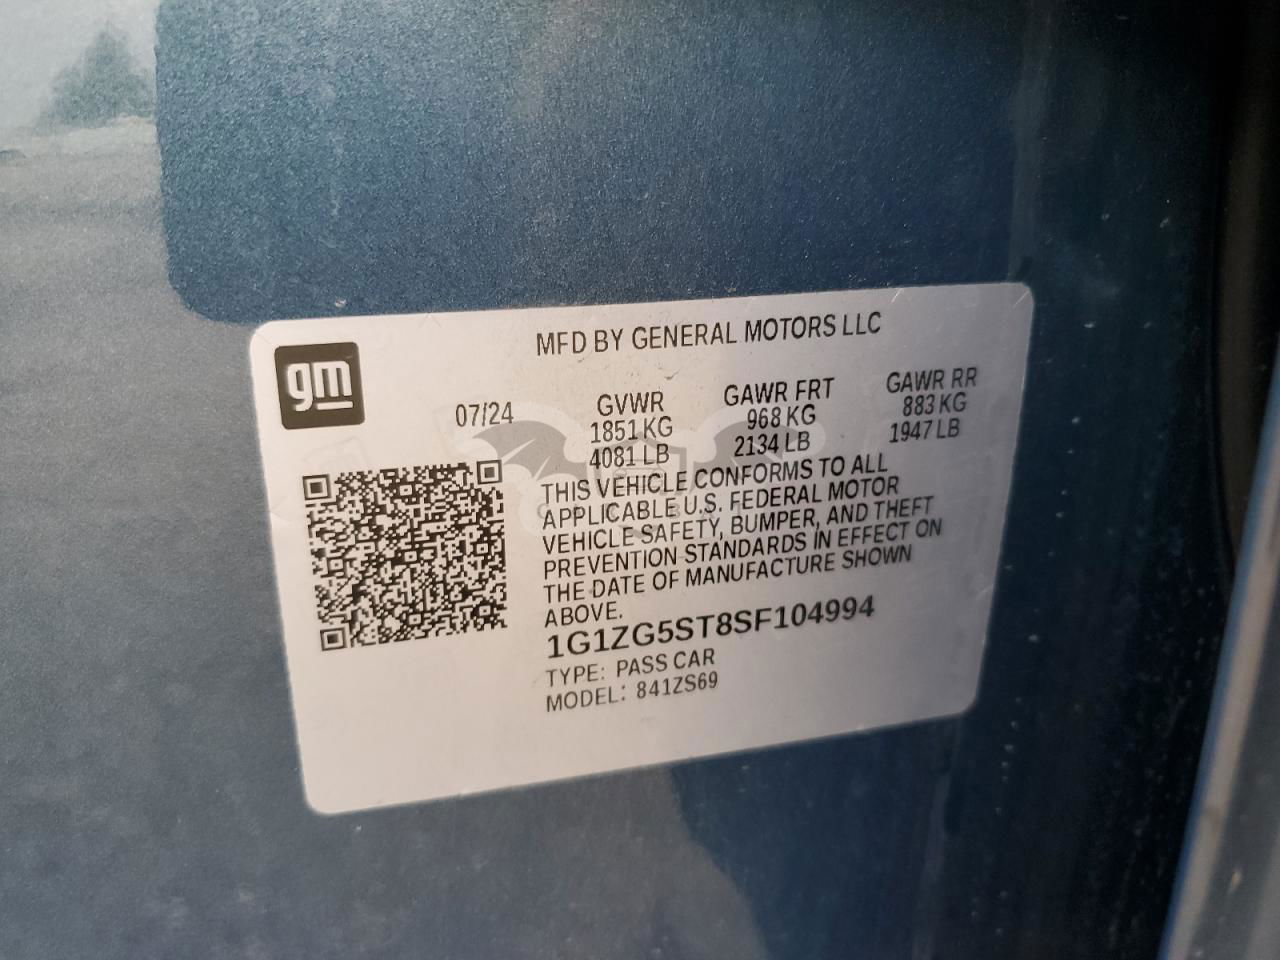 gm
MFD BY GENERAL MOTORS LLC
07/24
GVWR
1851 KG
4081 LB
GAWR FRT
968 KG
2134 LB
GAWR RR
883 KG
1947 LB
THIS VEHICLE CONFORMS TO ALL
APPLICABLE U.S. FEDERAL MOTOR
VEHICLE SAFETY, BUMPER, AND THEFT
PREVENTION STANDARDS IN EFFECT ON
THE DATE OF MANUFACTURE SHOWN
ABOVE.
1G1ZG5ST8SF104994
TYPE: PASS CAR
MODEL: 841ZS69